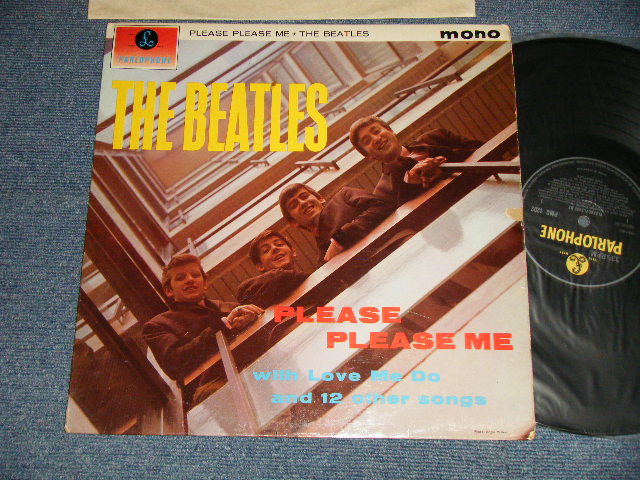 PARLOPHONE
PLEASE PLEASE ME • THE BEATLES
mono
THE BEATLES
PLEASE
PLEASE ME
with Love Me Do
and 12 other songs
PARLOPHONE